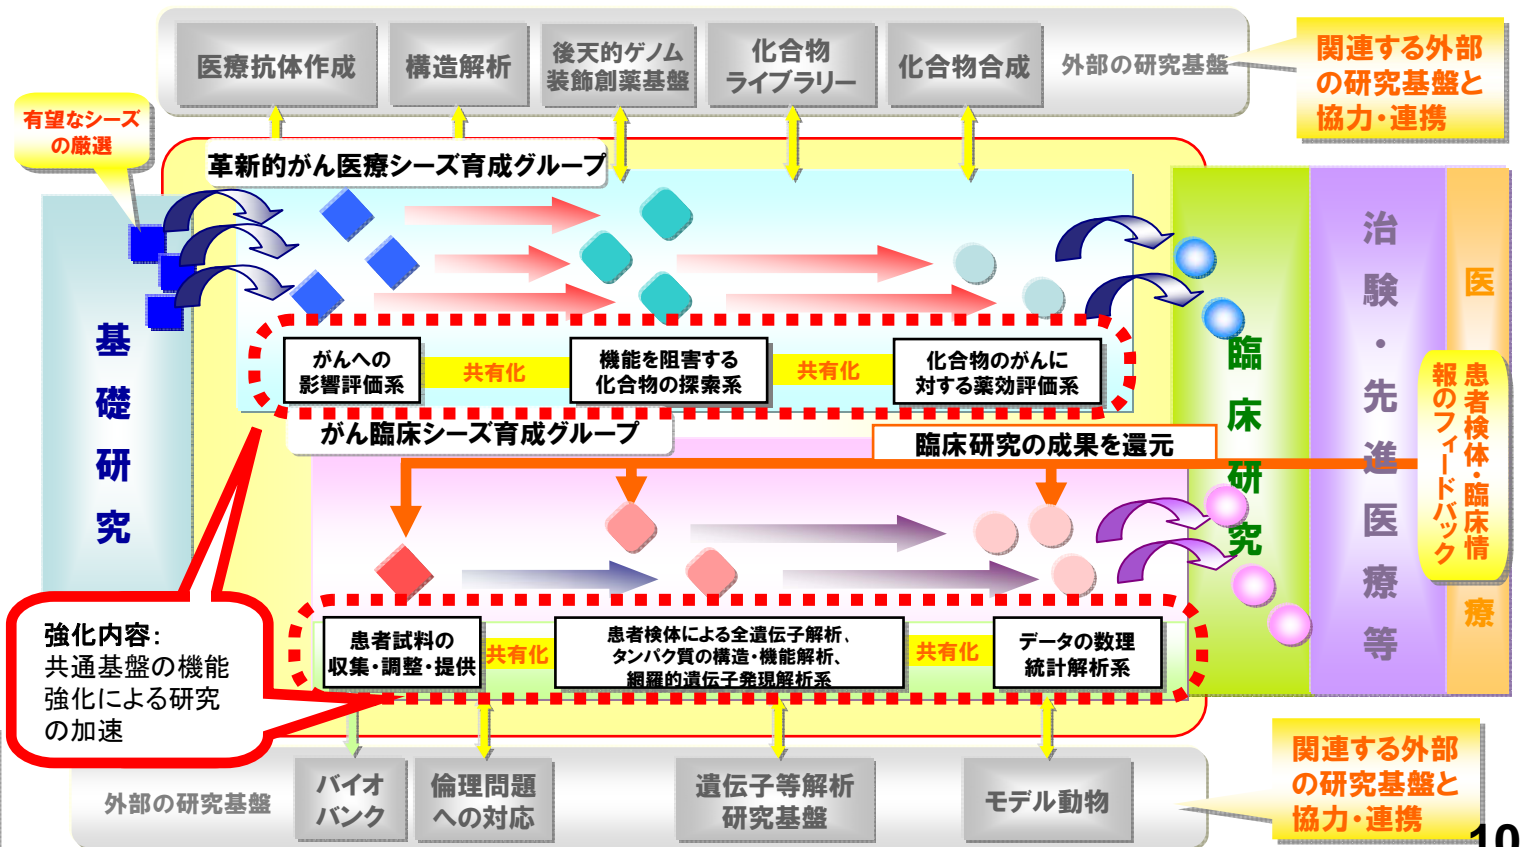 医療抗体作成
構造解析
後天的ゲノム
装飾創薬基盤
化合物
ライブラリー
化合物合成
外部の研究基盤
関連する外部
の研究基盤と
協力・連携
有望なシーズ
の厳選
革新的がん医療シーズ育成グループ
基礎研究
がんへの
影響評価系
共有化
機能を阻害する
化合物の探索系
共有化
化合物のがんに
対する薬効評価系
がん臨床シーズ育成グループ
臨床研究の成果を還元
臨床研究
治験・先進医療等
医療
患者検体・臨床情
報のフィードバック
強化内容:
共通基盤の機能
強化による研究
の加速
患者試料の
収集・調整・提供
共有化
患者検体による全遺伝子解析、
タンパク質の構造・機能解析、
網羅的遺伝子発現解析系
共有化
データの数理
統計解析系
外部の研究基盤
バイオ
バンク
倫理問題
への対応
遺伝子等解析
研究基盤
モデル動物
関連する外部
の研究基盤と
協力・連携
10